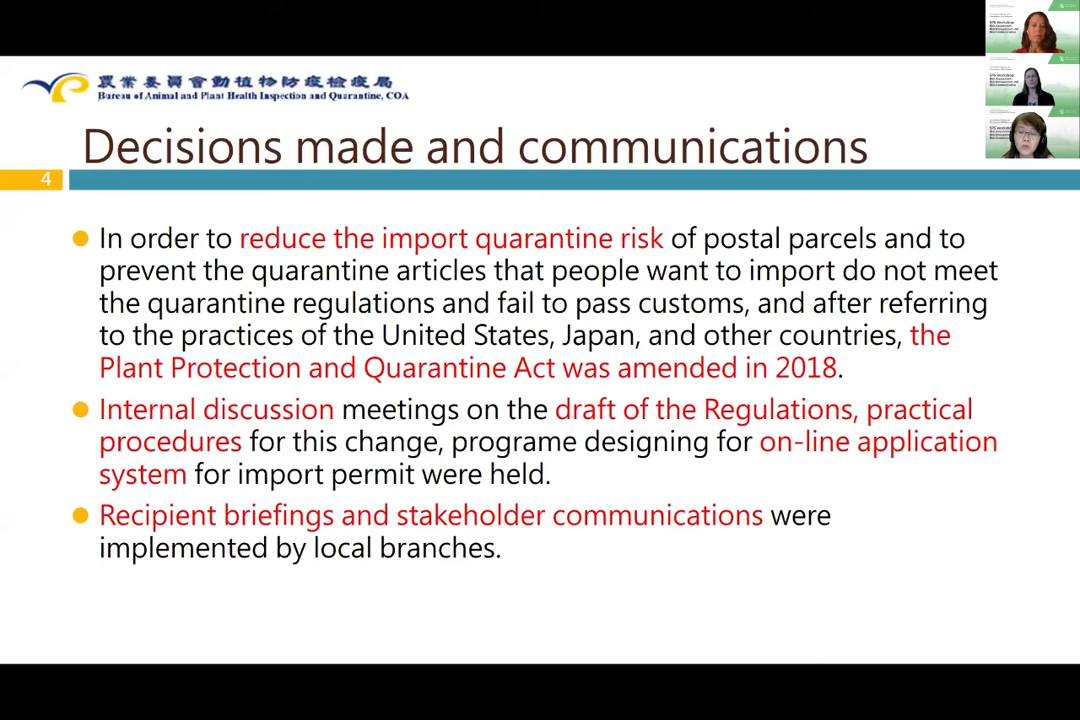 農業委員會動植物防疫檢疫局
Bureau of Animal and Plant Health Inspection and Quarantine, COA
Decisions made and communications
4
In order to reduce the import quarantine risk of postal parcels and to
prevent the quarantine articles that people want to import do not meet
the quarantine regulations and fail to pass customs, and after referring
to the practices of the United States, Japan, and other countries, the
Plant Protection and Quarantine Act was amended in 2018.
Internal discussion meetings on the draft of the Regulations, practical
procedures for this change, programe designing for on-line application
system for import permit were held.
Recipient briefings and stakeholder communications were
implemented by local branches.